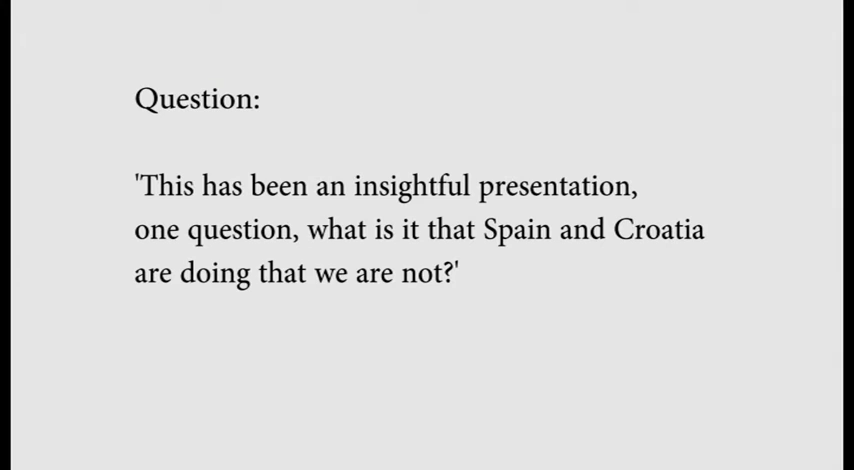 Question:
'This has been an insightful presentation,
one question, what is it that Spain and Croatia
are doing that we are not?'